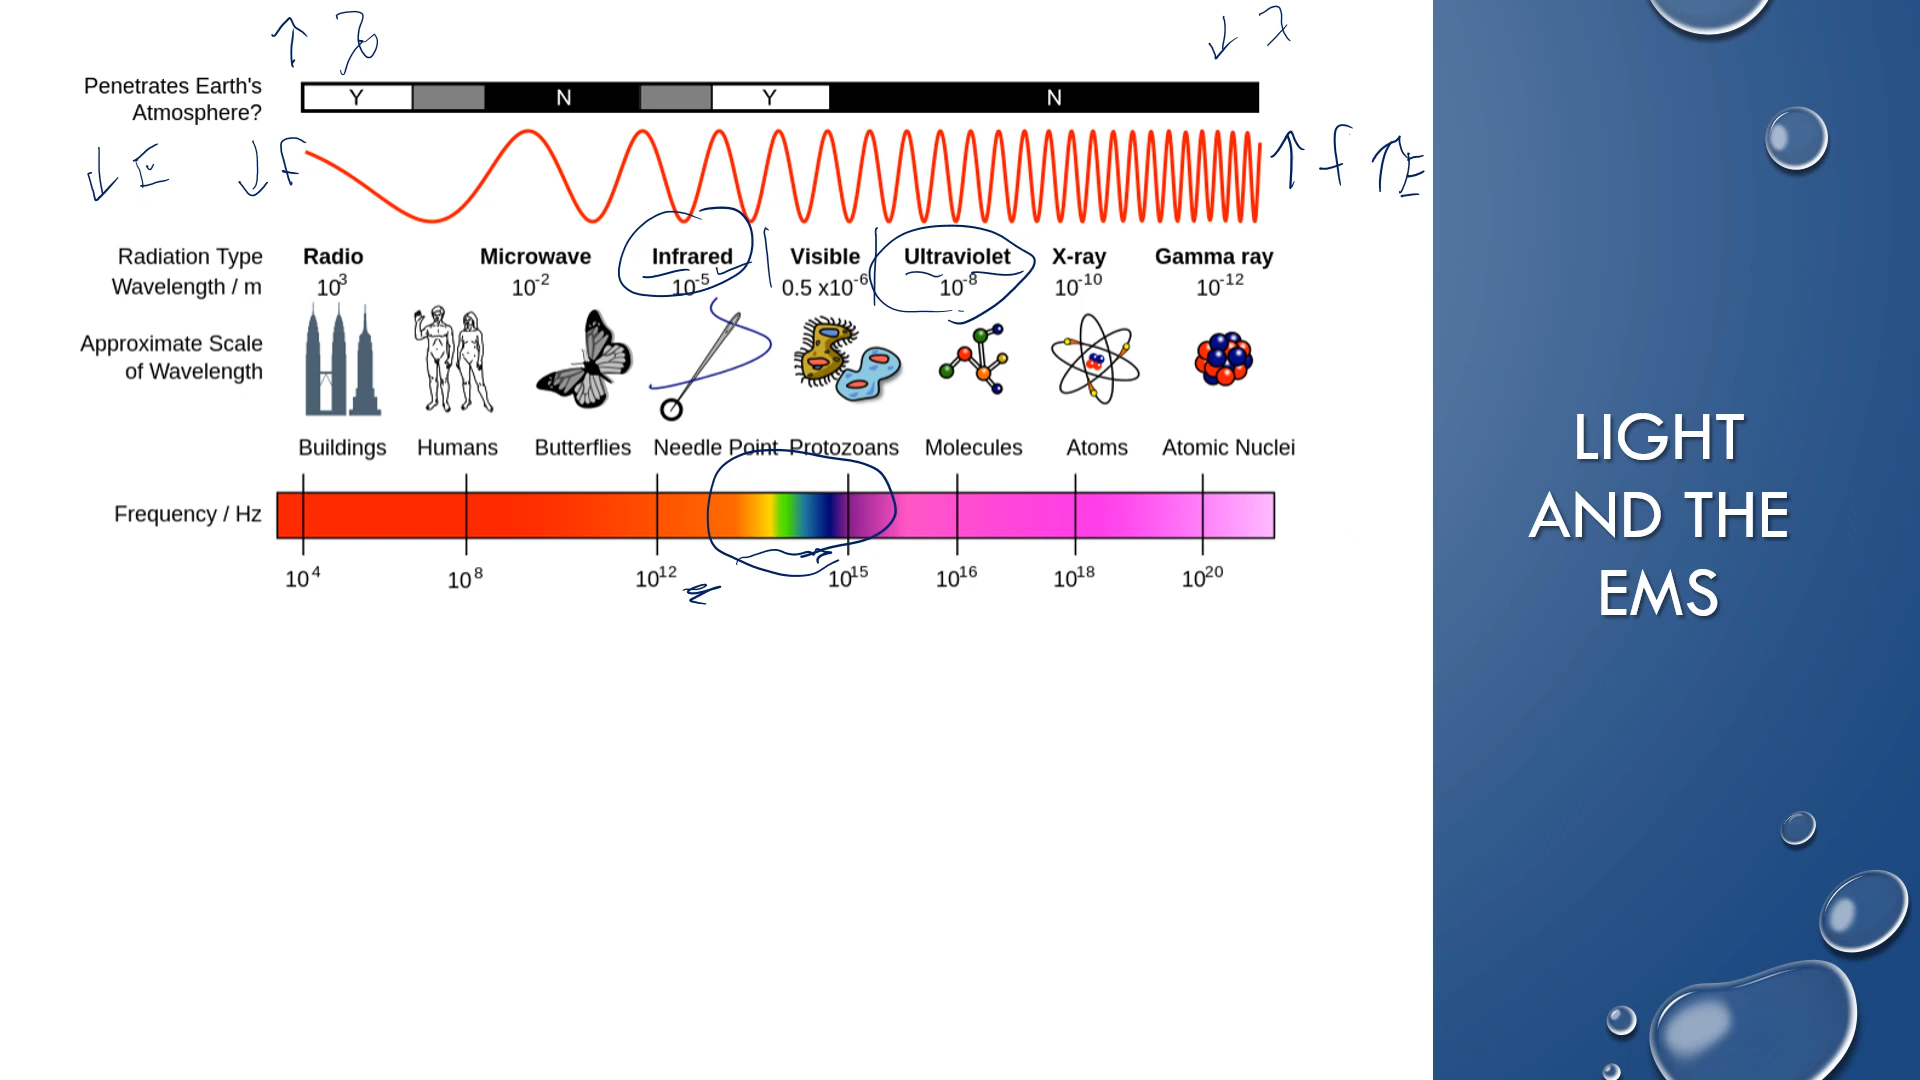 ↑ λ
↓ λ
Penetrates Earth's
Atmosphere?
Y N Y N
↓ E ↓ f
↑ f ↑ E
Radiation Type Radio Microwave Infrared Visible Ultraviolet X-ray Gamma ray
Wavelength / m 10³ 10⁻² 10⁻⁵ 0.5 x10⁻⁶ 10⁻⁸ 10⁻¹⁰ 10⁻¹²
Approximate Scale
of Wavelength
Buildings Humans Butterflies Needle Point Protozoans Molecules Atoms Atomic Nuclei
Frequency / Hz
10⁴ 10⁸ 10¹² 10¹⁵ 10¹⁶ 10¹⁸ 10²⁰
LIGHT
AND THE
EMS